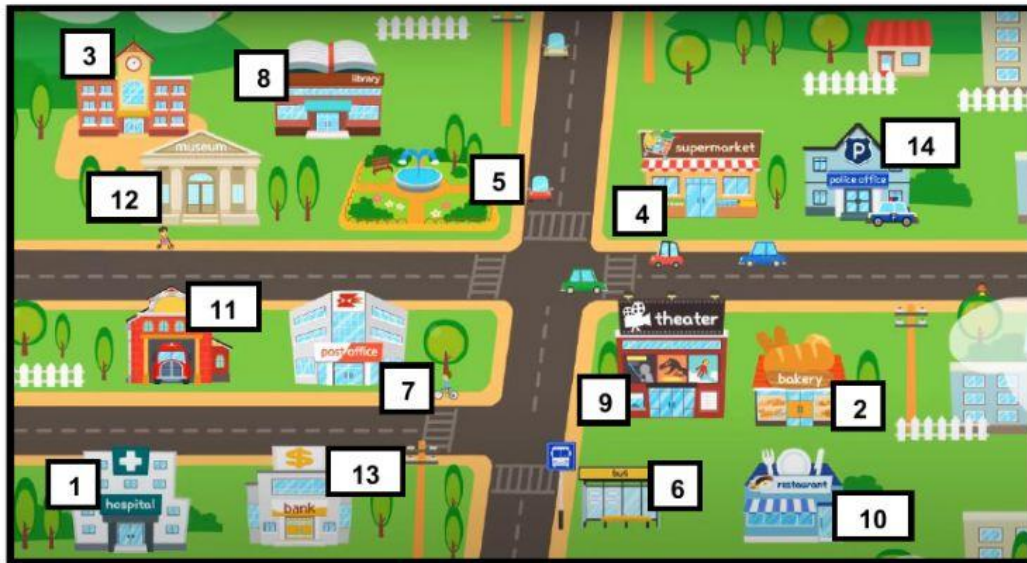 3
8
library
museum
12
5
4
supermarket
14
P
police office
11
post office
7
theater
9
bakery
2
1
hospital
$
bank
13
bus
6
restaurant
10